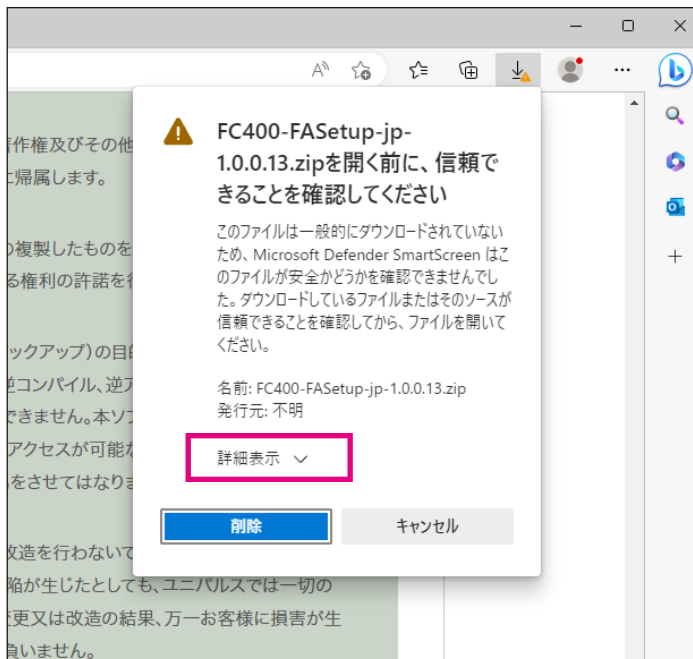 FC400-FASetup-jp-
1.0.0.13.zipを開く前に、信頼で
きることを確認してください
このファイルは一般的にダウンロードされていない
ため、Microsoft Defender SmartScreen はこ
のファイルが安全かどうかを確認できませんでし
た。ダウンロードしているファイルまたはそのソースが
信頼できることを確認してから、ファイルを開いて
ください。
名前: FC400-FASetup-jp-1.0.0.13.zip
発行元: 不明
詳細表示
削除
キャンセル
著作権及びその他
に帰属します。
の複製したものを
る権利の許諾を
ックアップ)の目
逆コンパイル、逆ア
できません。本ソフ
アクセスが可能な
をさせてはなりま
改造を行わないで
陥が生じたとしても、ユニパルスでは一切の
変更又は改造の結果、万一お客様に損害が生
負いません。